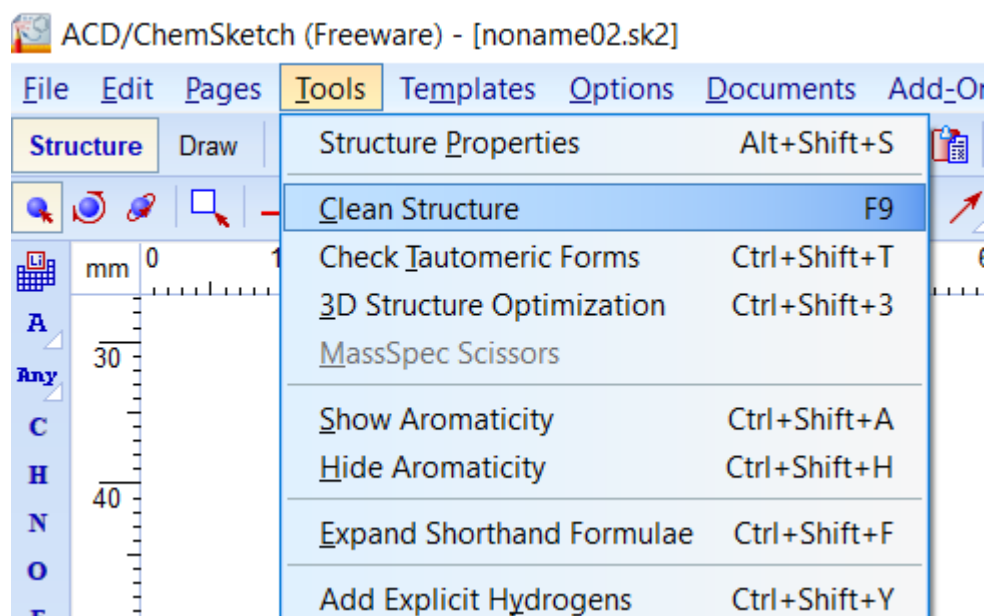 ACD/ChemSketch (Freeware) - [noname02.sk2]
File Edit Pages Tools Templates Options Documents
Structure Draw
Structure Properties Alt+Shift+S
Clean Structure F9
Li
mm 0 1
Check Tautomeric Forms Ctrl+Shift+T
3D Structure Optimization Ctrl+Shift+3
A
30
MassSpec Scissors
Any
C
Show Aromaticity Ctrl+Shift+A
H
Hide Aromaticity Ctrl+Shift+H
40
N
Expand Shorthand Formulae Ctrl+Shift+F
O
Add Explicit Hydrogens Ctrl+Shift+Y